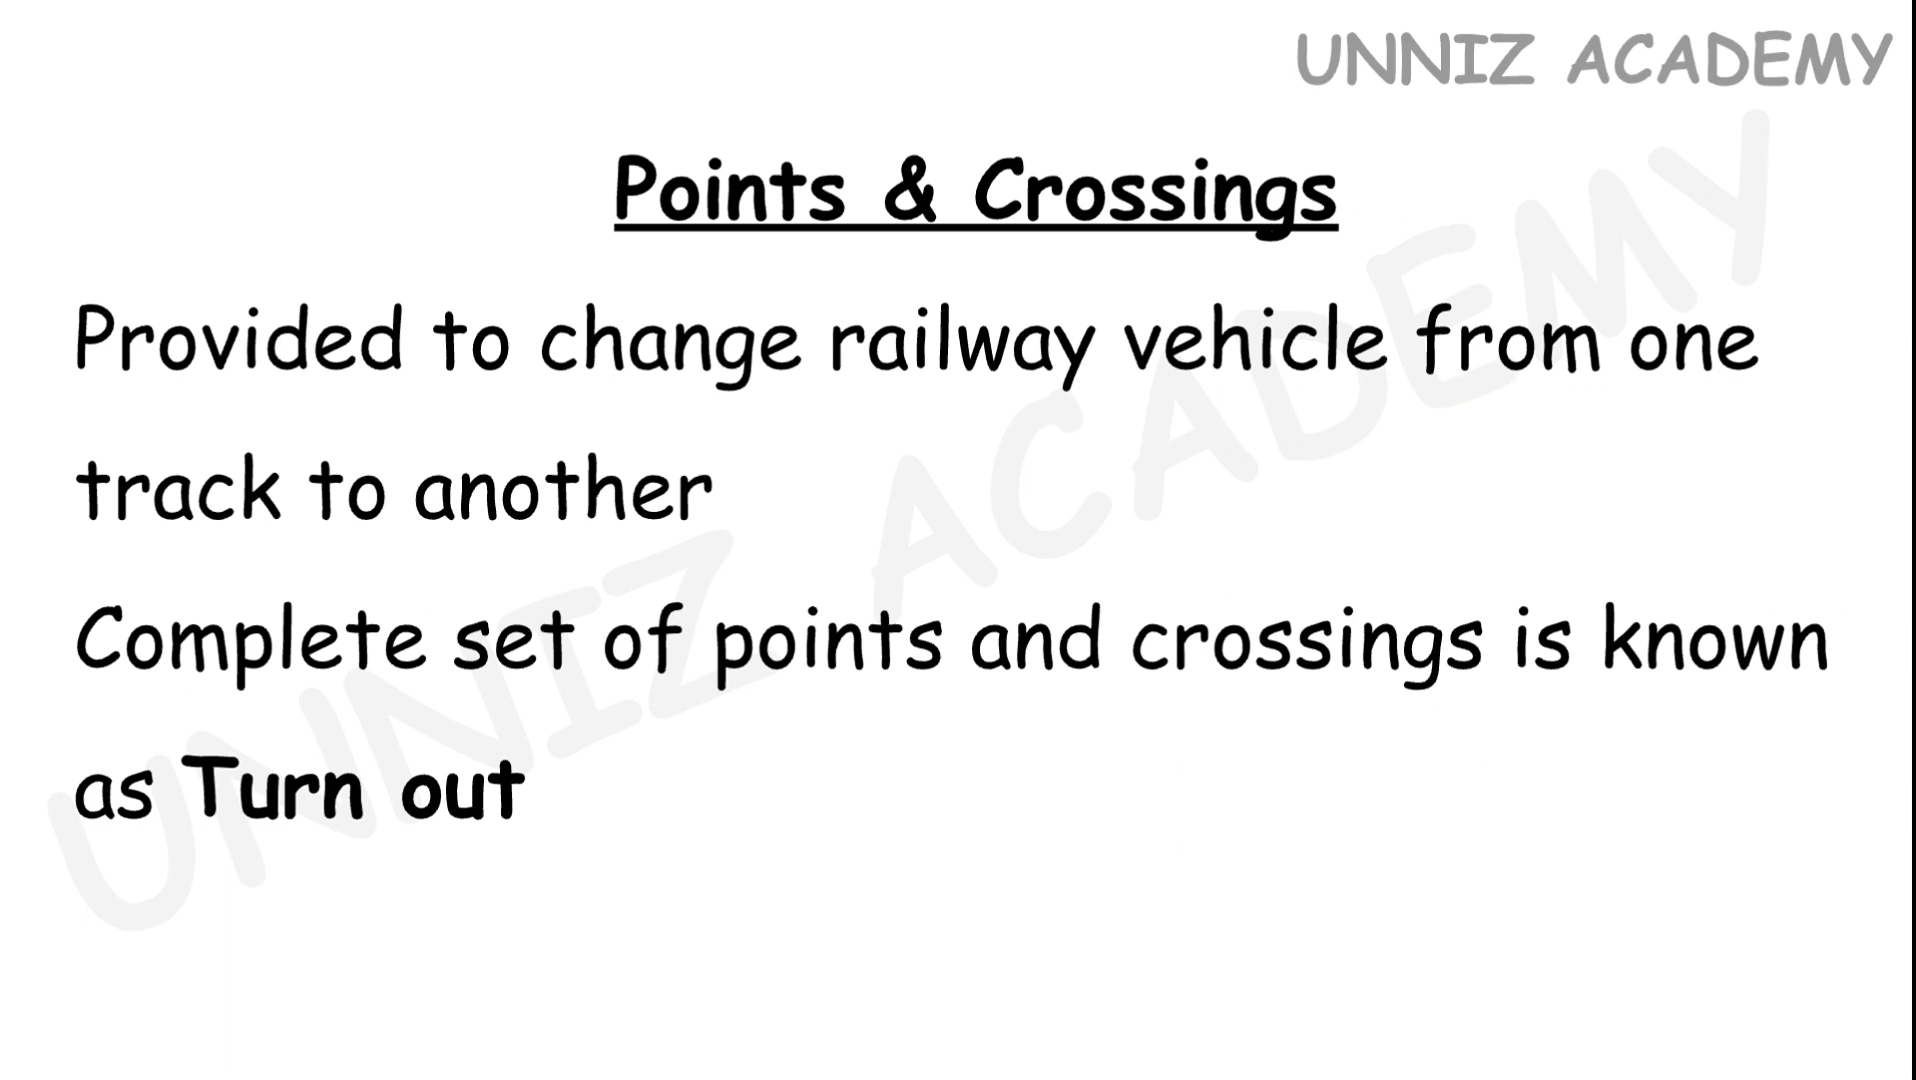 UNNIZ ACADEMY
Points & Crossings
Provided to change railway vehicle from one
track to another
Complete set of points and crossings is known
as Turn out
UNNIZ ACADEMY